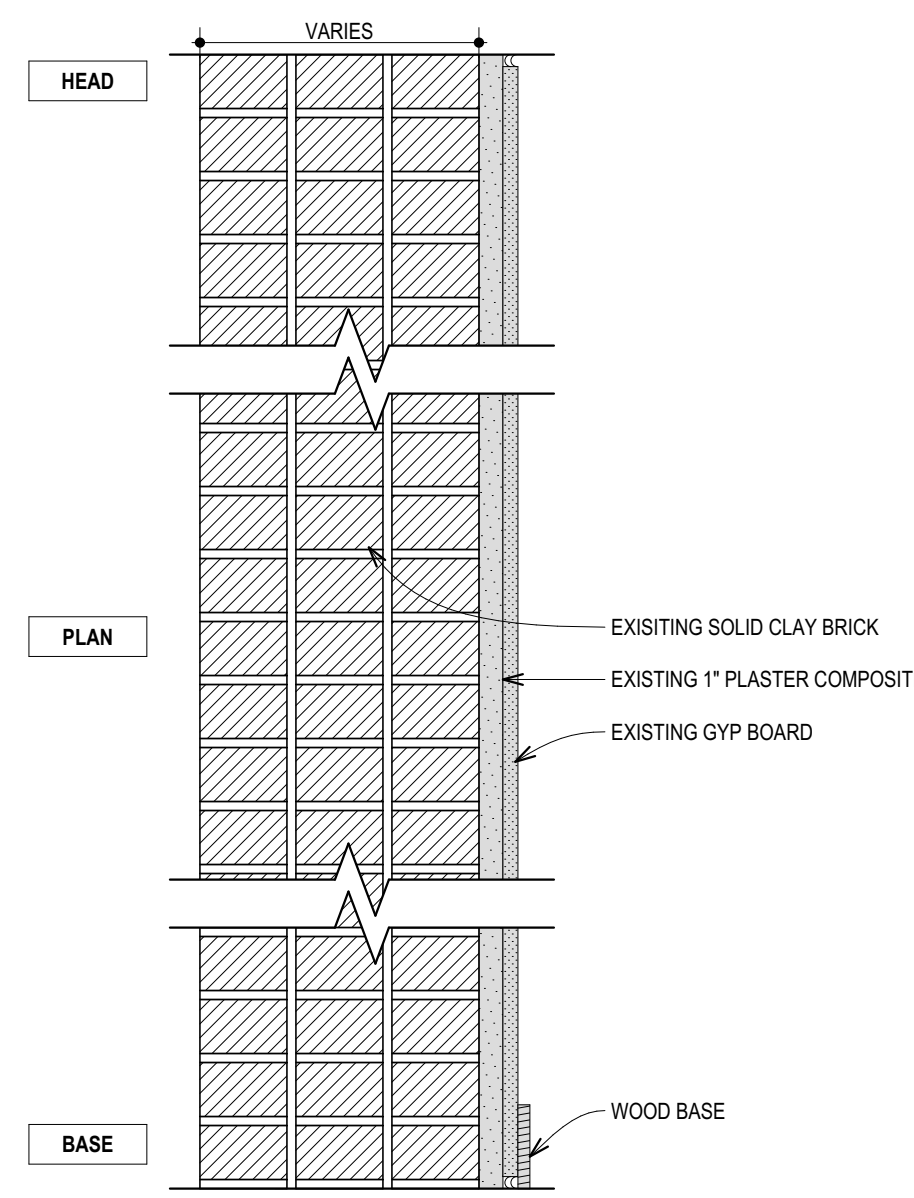 VARIES
HEAD
PLAN
EXISITING SOLID CLAY BRICK
EXISTING 1" PLASTER COMPOSIT
EXISTING GYP BOARD
WOOD BASE
BASE